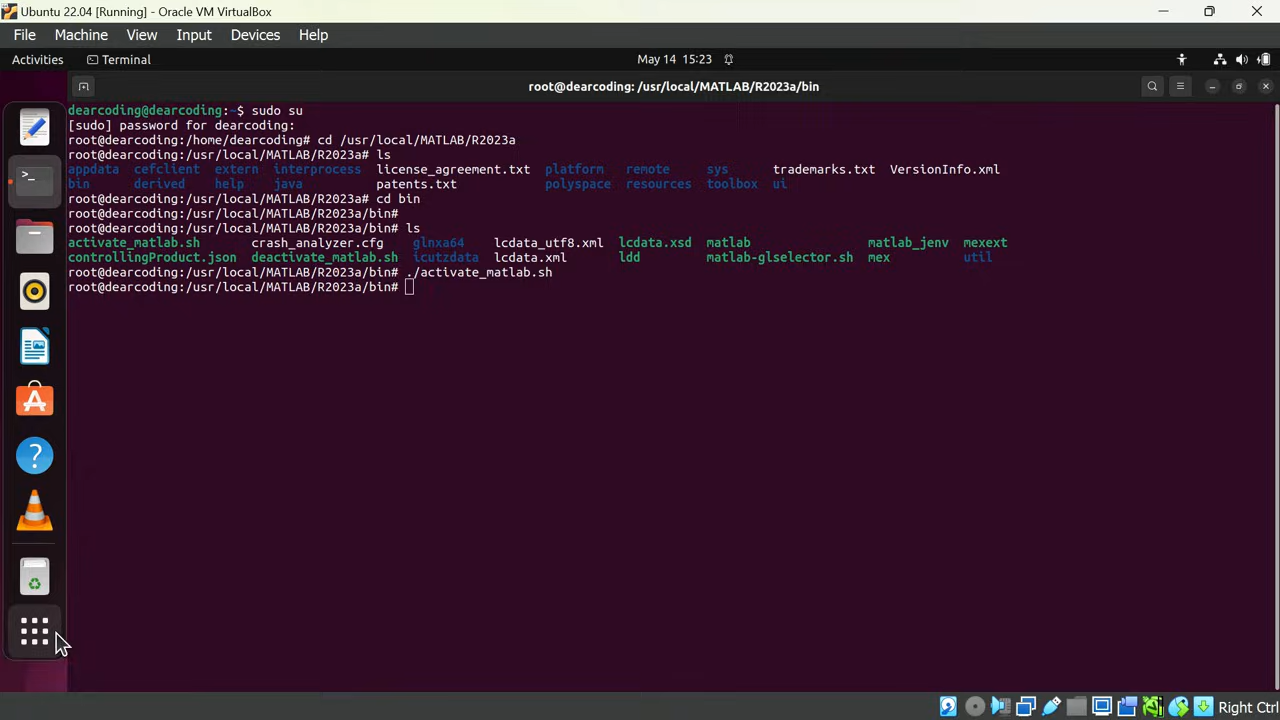 Ubuntu 22.04 [Running] - Oracle VM VirtualBox
File Machine View Input Devices Help
Activities Terminal May 14 15:23
root@dearcoding: /usr/local/MATLAB/R2023a/bin
dearcoding@dearcoding:~$ sudo su
[sudo] password for dearcoding:
root@dearcoding:/home/dearcoding# cd /usr/local/MATLAB/R2023a
root@dearcoding:/usr/local/MATLAB/R2023a# ls
appdata cefclient extern interprocess license_agreement.txt platform remote sys trademarks.txt VersionInfo.xml
bin derived help java patents.txt polyspace resources toolbox ui
root@dearcoding:/usr/local/MATLAB/R2023a# cd bin
root@dearcoding:/usr/local/MATLAB/R2023a/bin#
root@dearcoding:/usr/local/MATLAB/R2023a/bin# ls
activate_matlab.sh crash_analyzer.cfg glnxa64 lcdata_utf8.xml lcdata.xsd matlab matlab_jenv mexext
controllingProduct.json deactivate_matlab.sh icutzdata lcdata.xml ldd matlab-glselector.sh mex util
root@dearcoding:/usr/local/MATLAB/R2023a/bin# ./activate_matlab.sh
root@dearcoding:/usr/local/MATLAB/R2023a/bin#
Right Ctrl